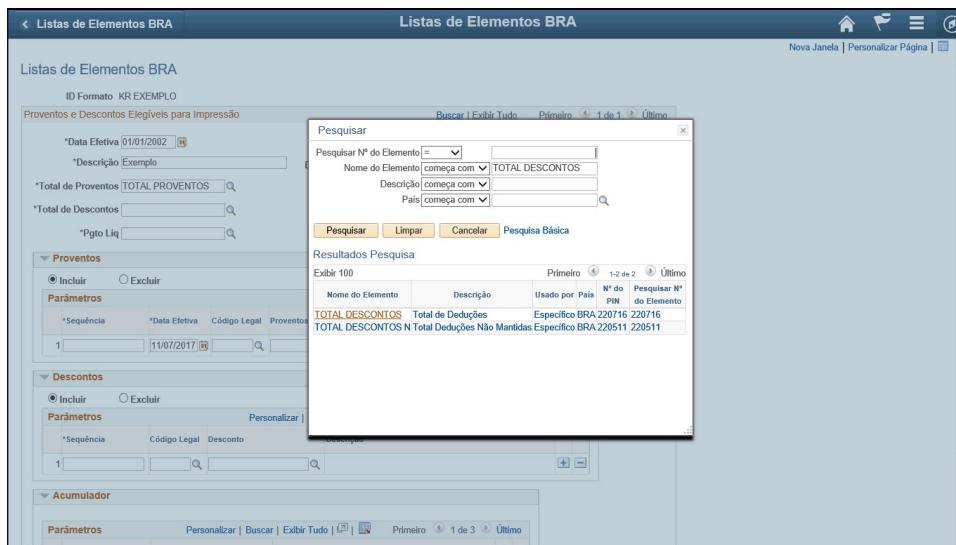 Listas de Elementos BRA
Listas de Elementos BRA
Nova Janela | Personalizar Página |
Listas de Elementos BRA
ID Formato KR EXEMPLO
Proventos e Descontos Elegíveis para Impressão Buscar | Exibir Tudo Primeiro 1 de 1 Último
*Data Efetiva 01/01/2002
*Descrição Exemplo
*Total de Proventos TOTAL PROVENTOS
*Total de Descontos
*Pgto Liq
Proventos
Incluir Excluir
Parâmetros
*Sequência *Data Efetiva Código Legal Proventos
1 11/07/2017
Descontos
Incluir Excluir
Parâmetros Personalizar |
*Sequência Código Legal Desconto Descrição
1
Acumulador
Parâmetros Personalizar | Buscar | Exibir Tudo | | Primeiro 1 de 3 Último
Pesquisar
Pesquisar Nº do Elemento =
Nome do Elemento começa com TOTAL DESCONTOS
Descrição começa com
País começa com
Pesquisar Limpar Cancelar Pesquisa Básica
Resultados Pesquisa
Exibir 100 Primeiro 1-2 de 2 Último
Nome do Elemento Descrição Usado por País Nº do PIN Pesquisar Nº do Elemento
TOTAL DESCONTOS Total de Deduções Específico BRA 220716 220716
TOTAL DESCONTOS N Total Deduções Não Mantidas Específico BRA 220511 220511